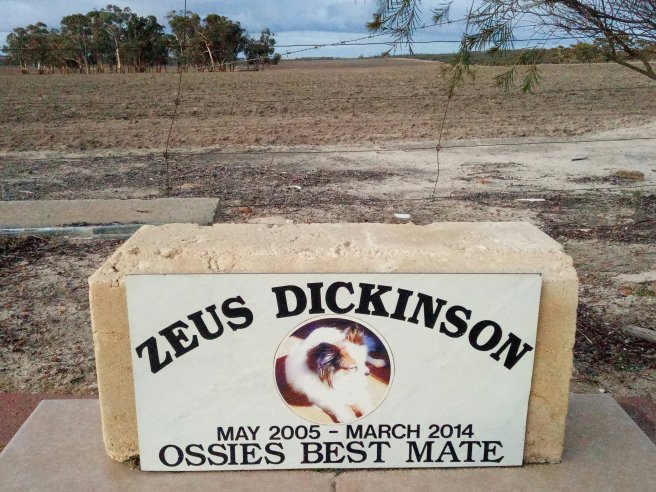 ZEUS DICKINSON
MAY 2005 - MARCH 2014
OSSIES BEST MATE